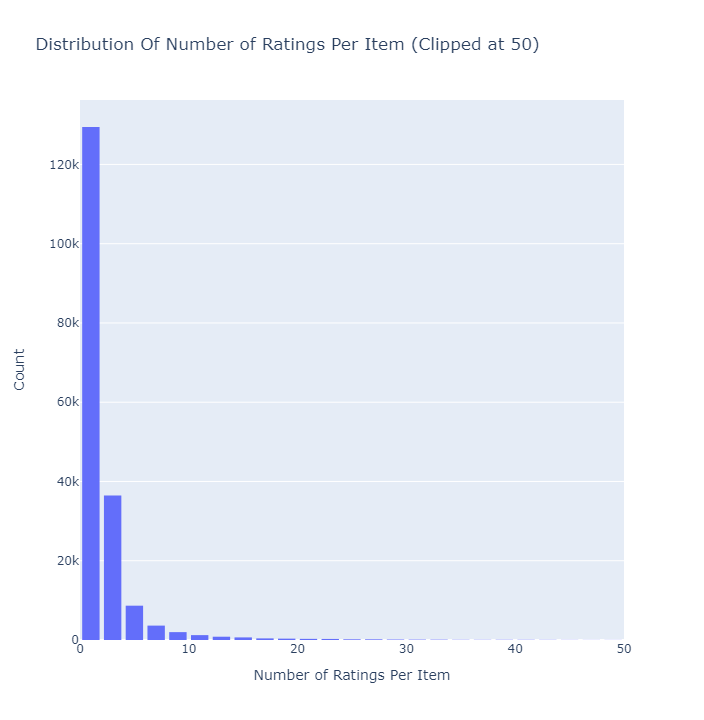 Distribution Of Number of Ratings Per Item (Clipped at 50)
Count
120k
100k
80k
60k
40k
20k
0
0 10 20 30 40 50
Number of Ratings Per Item